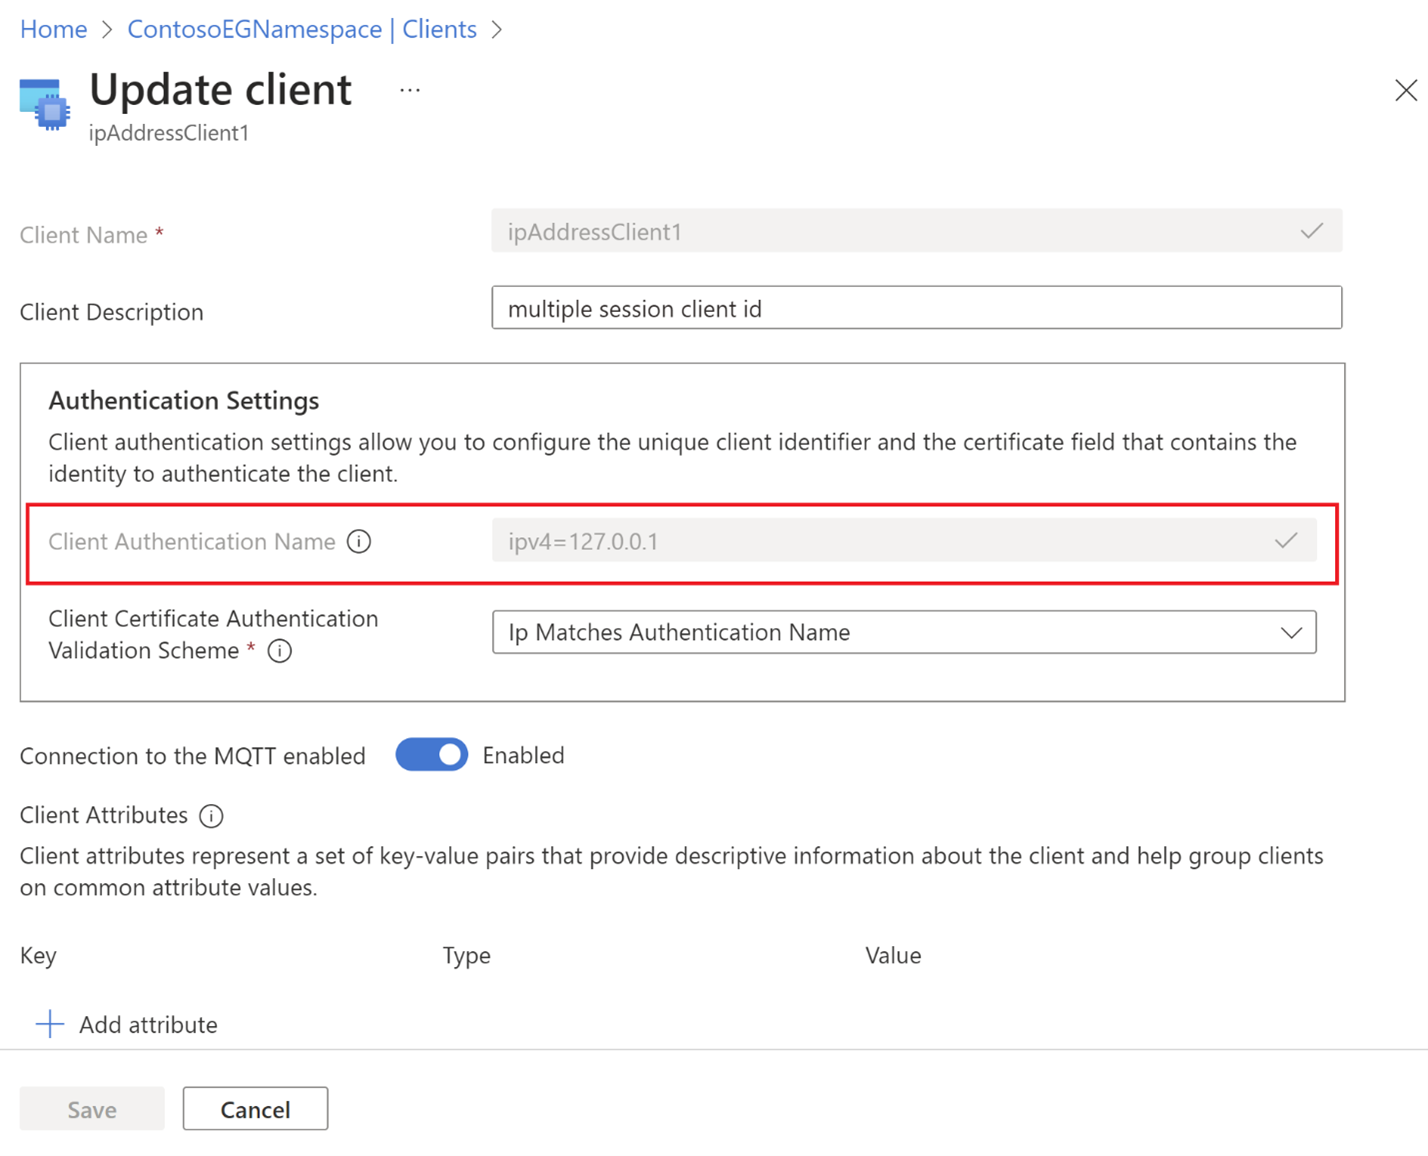 Home > ContosoEGNamespace | Clients >
Update client ...
ipAddressClient1
Client Name * ipAddressClient1
Client Description multiple session client id
Authentication Settings
Client authentication settings allow you to configure the unique client identifier and the certificate field that contains the
identity to authenticate the client.
Client Authentication Name ipv4=127.0.0.1
Client Certificate Authentication
Validation Scheme * Ip Matches Authentication Name
Connection to the MQTT enabled Enabled
Client Attributes
Client attributes represent a set of key-value pairs that provide descriptive information about the client and help group clients
on common attribute values.
Key Type Value
+ Add attribute
Save Cancel